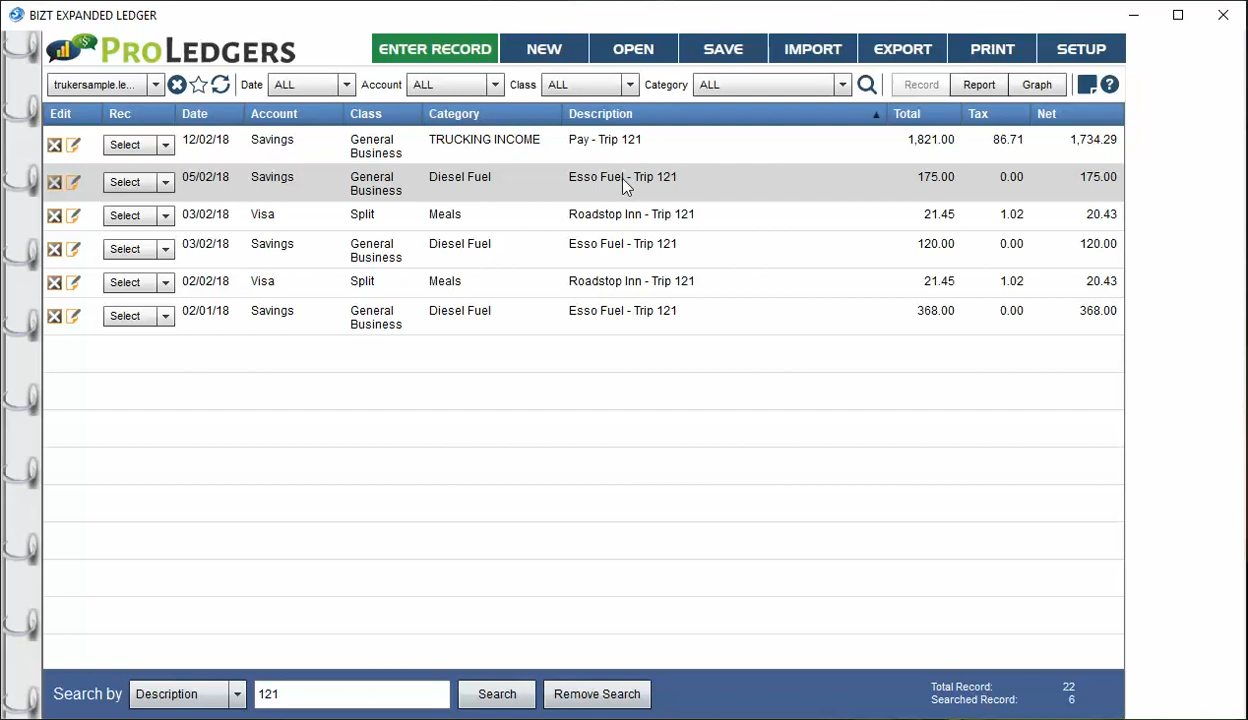 BIZT EXPANDED LEDGER
PROLEDGERS ENTER RECORD NEW OPEN SAVE IMPORT EXPORT PRINT SETUP
trukersample.le... Date ALL Account ALL Class ALL Category ALL Record Report Graph ?
Edit Rec Date Account Class Category Description Total Tax Net
Select 12/02/18 Savings General Business TRUCKING INCOME Pay - Trip 121 1,821.00 86.71 1,734.29
Select 05/02/18 Savings General Business Diesel Fuel Esso Fuel - Trip 121 175.00 0.00 175.00
Select 03/02/18 Visa Split Meals Roadstop Inn - Trip 121 21.45 1.02 20.43
Select 03/02/18 Savings General Business Diesel Fuel Esso Fuel - Trip 121 120.00 0.00 120.00
Select 02/02/18 Visa Split Meals Roadstop Inn - Trip 121 21.45 1.02 20.43
Select 02/01/18 Savings General Business Diesel Fuel Esso Fuel - Trip 121 368.00 0.00 368.00
Search by Description 121 Search Remove Search
Total Record: 22
Searched Record: 6